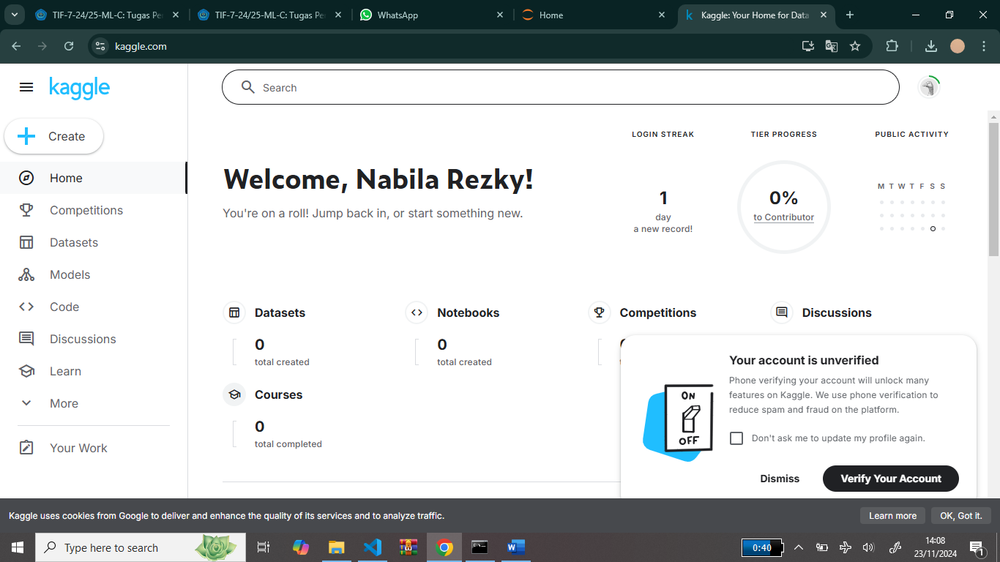 TIF-7-24/25-ML-C: Tugas Pe
TIF-7-24/25-ML-C: Tugas Pe
WhatsApp
Home
Kaggle: Your Home for Data
kaggle.com
kaggle
Search
Create
Home
Competitions
Datasets
Models
Code
Discussions
Learn
More
Your Work
Welcome, Nabila Rezky!
You're on a roll! Jump back in, or start something new.
LOGIN STREAK
1
day
a new record!
TIER PROGRESS
0%
to Contributor
PUBLIC ACTIVITY
M T W T F S S
Datasets
0
total created
Notebooks
0
total created
Competitions
Discussions
Courses
0
total completed
ON
OFF
Your account is unverified
Phone verifying your account will unlock many
features on Kaggle. We use phone verification to
reduce spam and fraud on the platform.
Don't ask me to update my profile again.
Dismiss
Verify Your Account
Kaggle uses cookies from Google to deliver and enhance the quality of its services and to analyze traffic.
Learn more
OK, Got it.
Type here to search
0:40
14:08
23/11/2024
1